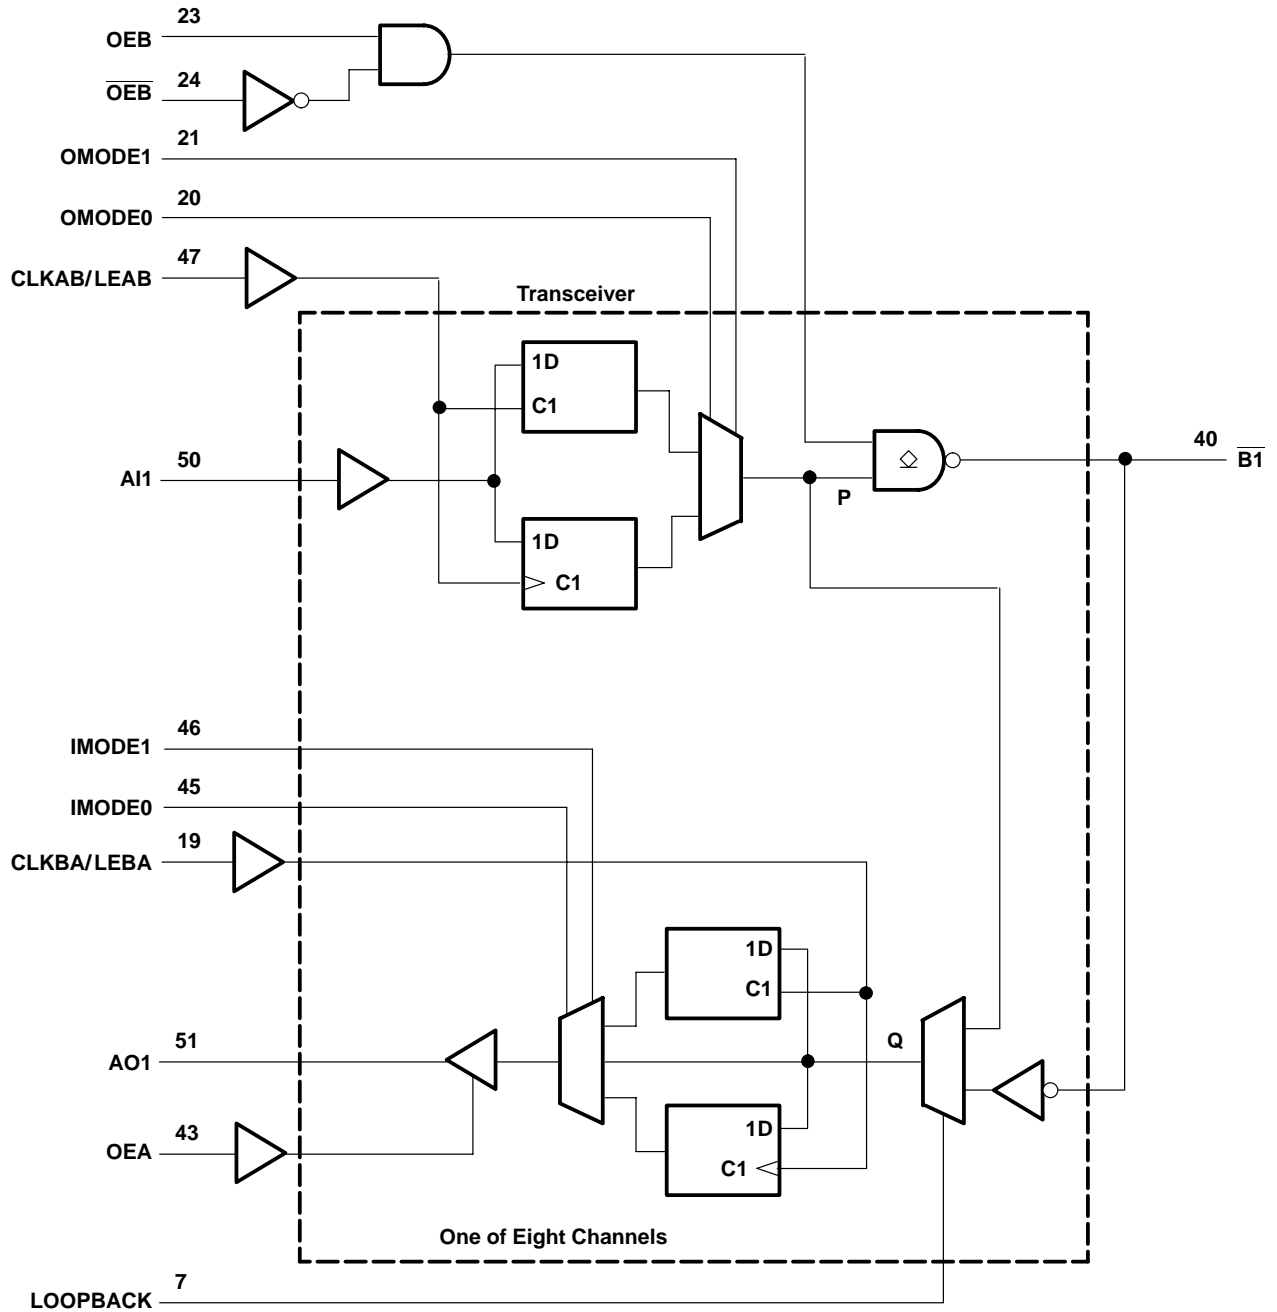 23
OEB
24
O̅E̅B̅
21
OMODE1
20
OMODE0
47
CLKAB/LEAB
Transceiver
1D
C1
50
AI1
1D
C1
P
40
B̅1̅
46
IMODE1
45
IMODE0
19
CLKBA/LEBA
1D
C1
Q
51
AO1
1D
C1
43
OEA
One of Eight Channels
7
LOOPBACK